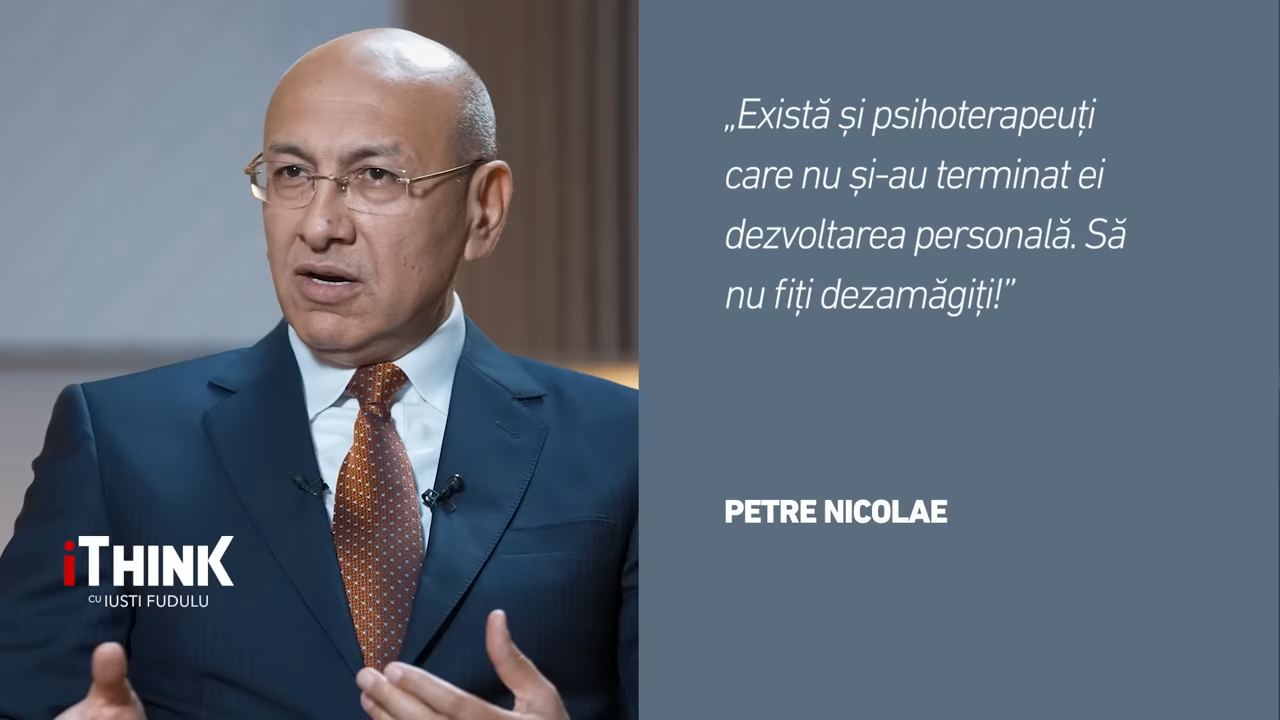 „Există și psihoterapeuți
care nu și-au terminat ei
dezvoltarea personală. Să
nu fiți dezamăgiți!”
PETRE NICOLAE
iTHINK
CU IUSTI FUDULU